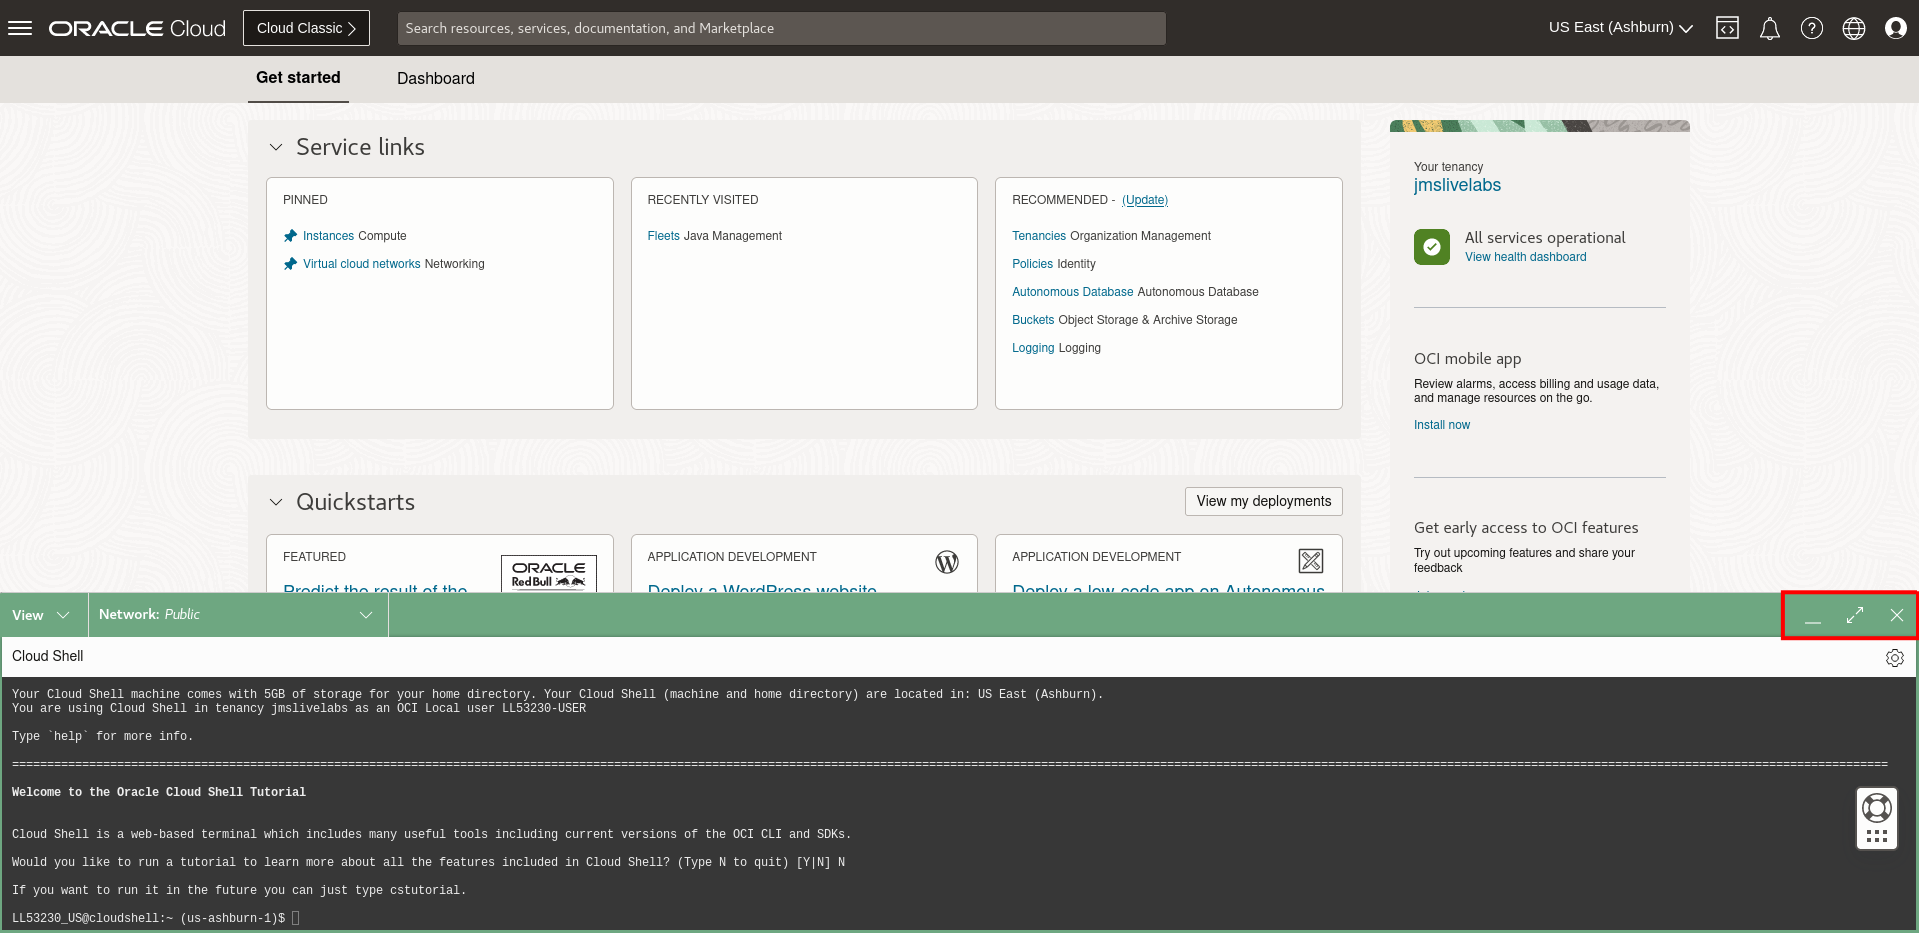 ORACLE Cloud
Cloud Classic
Search resources, services, documentation, and Marketplace
US East (Ashburn)
Get started
Dashboard
Service links
PINNED
Instances Compute
Virtual cloud networks Networking
RECENTLY VISITED
Fleets Java Management
RECOMMENDED - (Update)
Tenancies Organization Management
Policies Identity
Autonomous Database Autonomous Database
Buckets Object Storage & Archive Storage
Logging Logging
Your tenancy
jmslivelabs
All services operational
View health dashboard
OCI mobile app
Review alarms, access billing and usage data,
and manage resources on the go.
Install now
Quickstarts
View my deployments
FEATURED
ORACLE
Red Bull
Predict the result of the
APPLICATION DEVELOPMENT
Deploy a WordPress website
APPLICATION DEVELOPMENT
Deploy a low-code app on Autonomous
Get early access to OCI features
Try out upcoming features and share your
feedback
View
Network: Public
Cloud Shell
Your Cloud Shell machine comes with 5GB of storage for your home directory. Your Cloud Shell (machine and home directory) are located in: US East (Ashburn).
You are using Cloud Shell in tenancy jmslivelabs as an OCI Local user LL53230-USER
Type `help` for more info.
Welcome to the Oracle Cloud Shell Tutorial
Cloud Shell is a web-based terminal which includes many useful tools including current versions of the OCI CLI and SDKs.
Would you like to run a tutorial to learn more about all the features included in Cloud Shell? (Type N to quit) [Y|N] N
If you want to run it in the future you can just type cstutorial.
LL53230_US@cloudshell:~ (us-ashburn-1)$